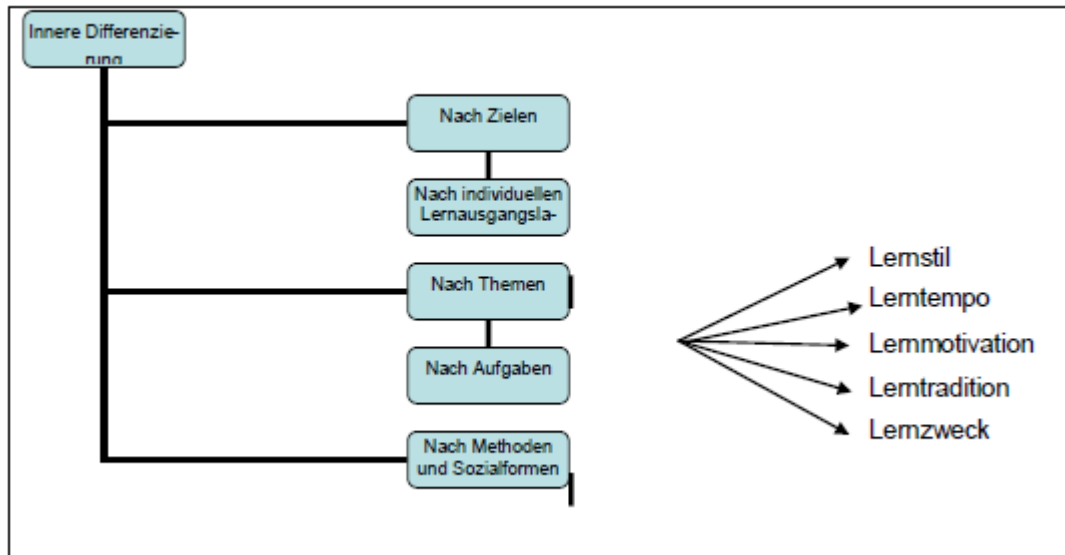 Innere Differenzie-
rung
Nach Zielen
Nach individuellen
Lernausgangsla-
Nach Themen
Nach Aufgaben
Nach Methoden
und Sozialformen
Lernstil
Lerntempo
Lernmotivation
Lerntradition
Lernzweck